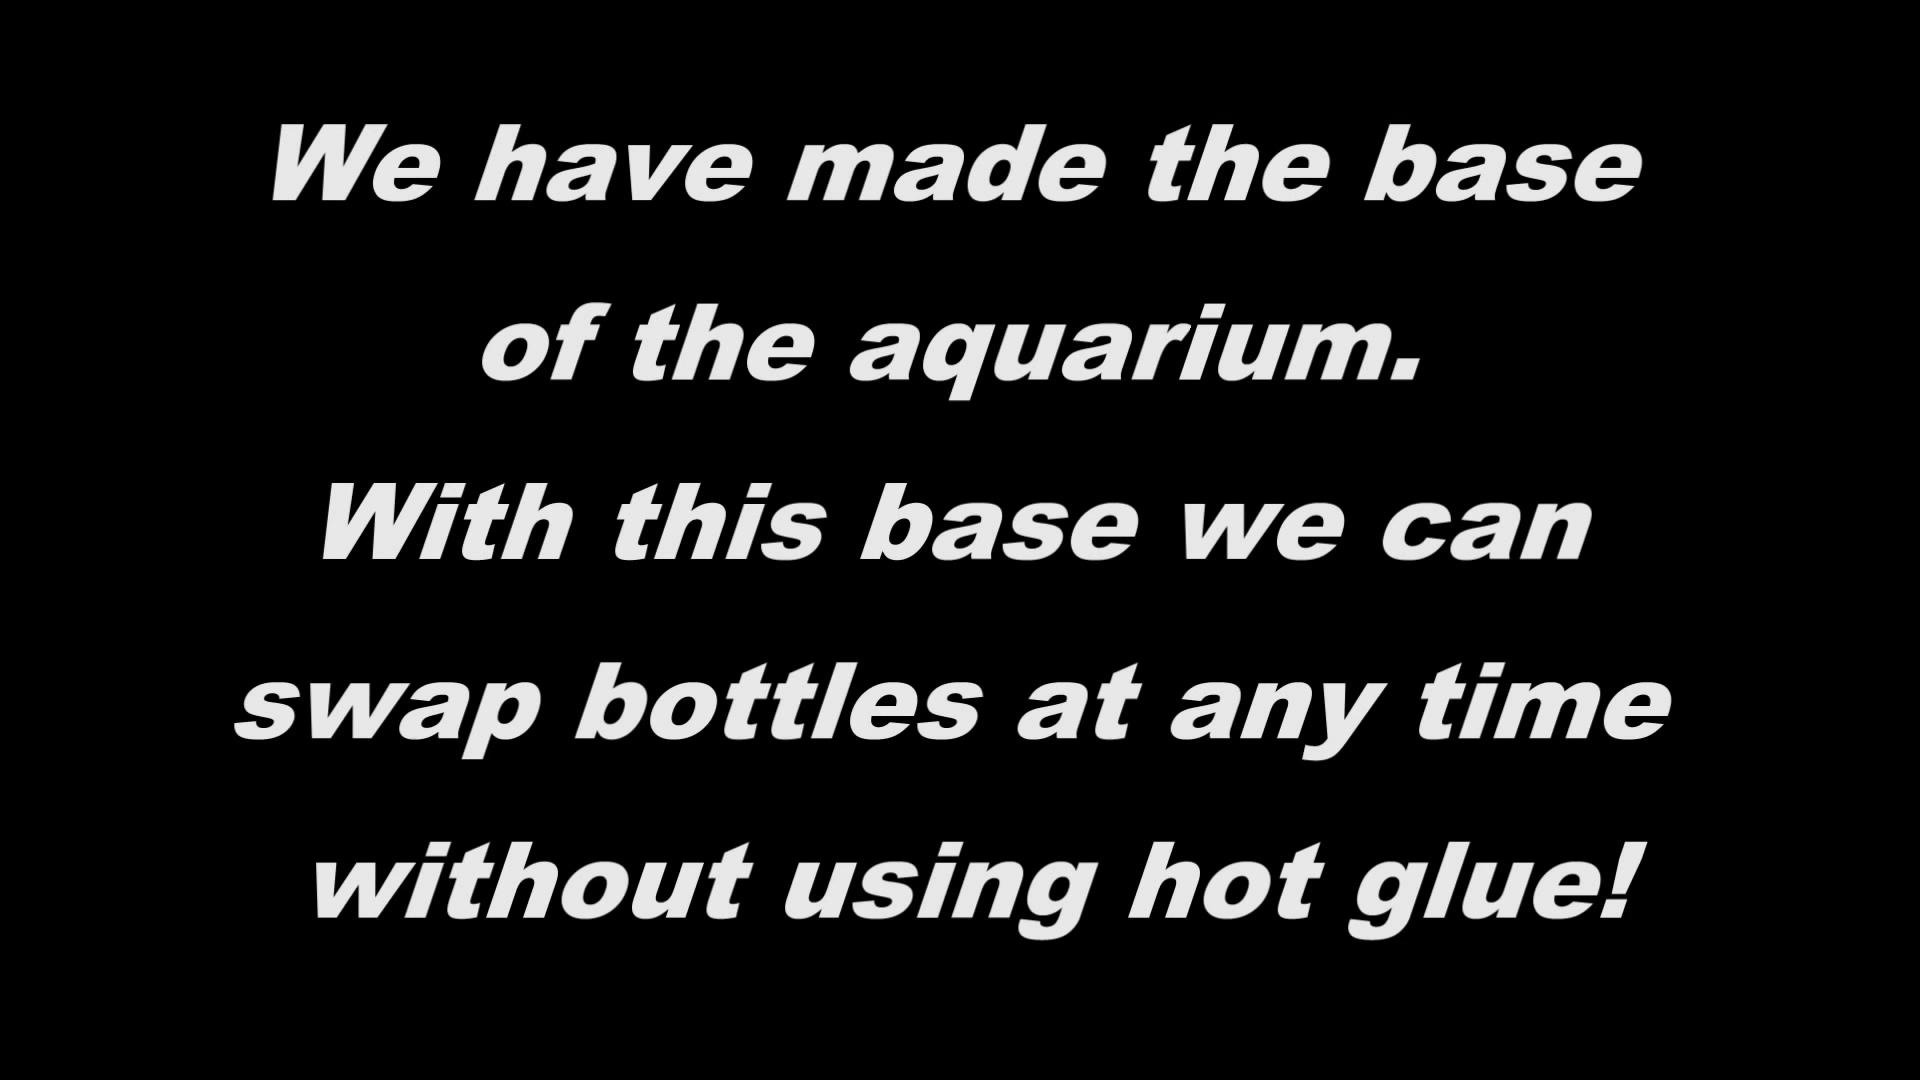 We have made the base
of the aquarium.
With this base we can
swap bottles at any time
without using hot glue!